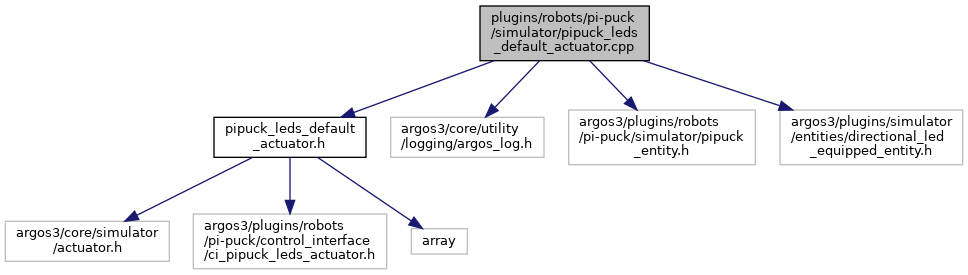 plugins/robots/pi-puck
/simulator/pipuck_leds
_default_actuator.cpp
pipuck_leds_default
_actuator.h
argos3/core/utility
/logging/argos_log.h
argos3/plugins/robots
/pi-puck/simulator/pipuck
_entity.h
argos3/plugins/simulator
/entities/directional_led
_equipped_entity.h
argos3/core/simulator
/actuator.h
argos3/plugins/robots
/pi-puck/control_interface
/ci_pipuck_leds_actuator.h
array